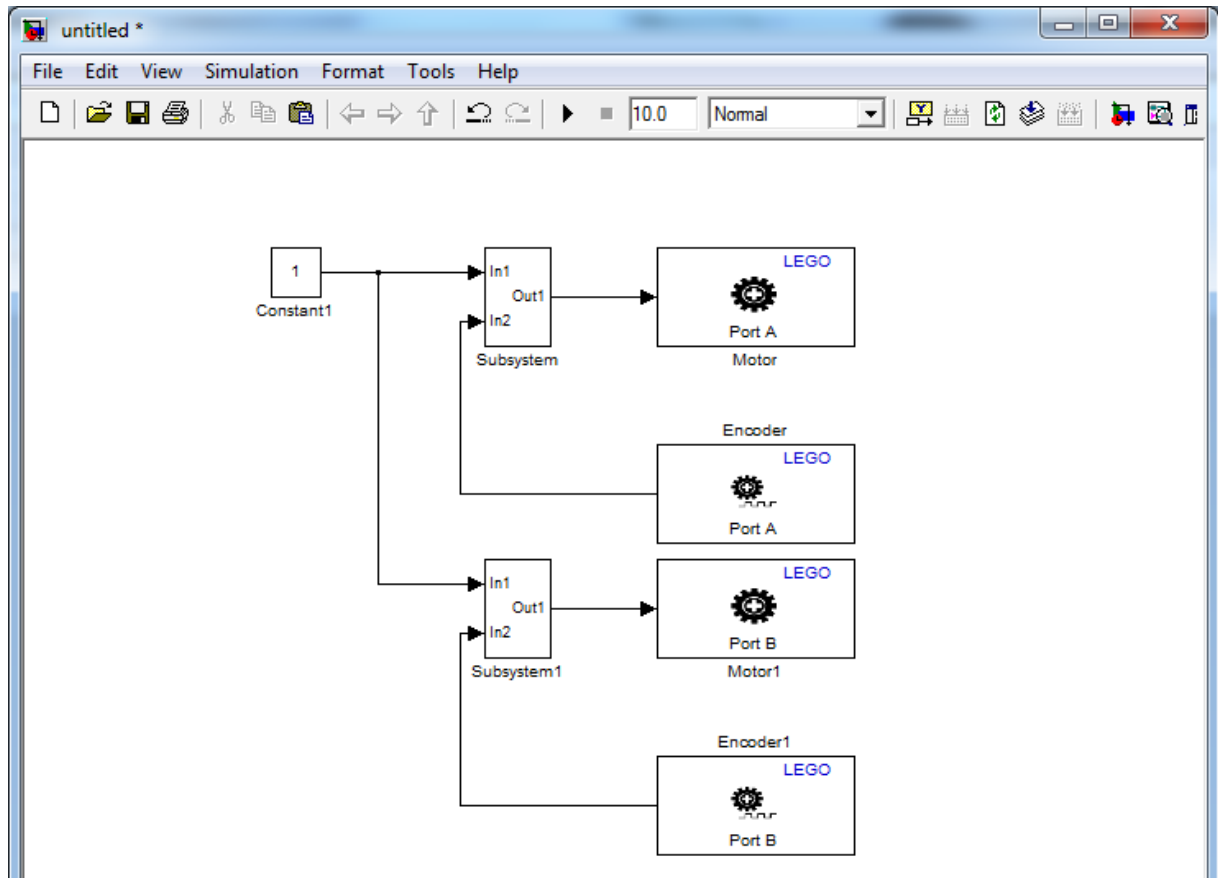 untitled *
File Edit View Simulation Format Tools Help
10.0 Normal
LEGO
1 In1
Out1
Constant1 In2 Port A
Subsystem Motor
Encoder
LEGO
Port A
LEGO
In1
Out1
In2 Port B
Subsystem1 Motor1
Encoder1
LEGO
Port B